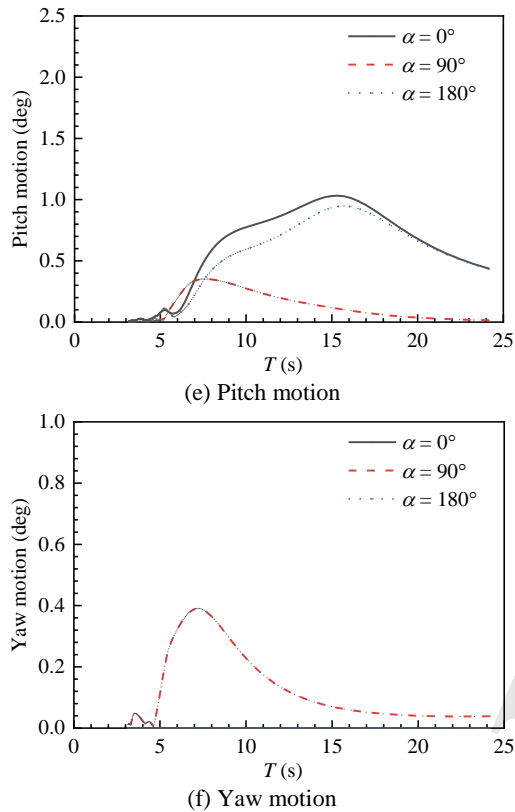 2.5
2.0
1.5
1.0
0.5
0.0
Pitch motion (deg)
α = 0°
α = 90°
α = 180°
0 5 10 15 20 25
T (s)
(e) Pitch motion
1.0
0.8
0.6
0.4
0.2
0.0
Yaw motion (deg)
α = 0°
α = 90°
α = 180°
0 5 10 15 20 25
T (s)
(f) Yaw motion